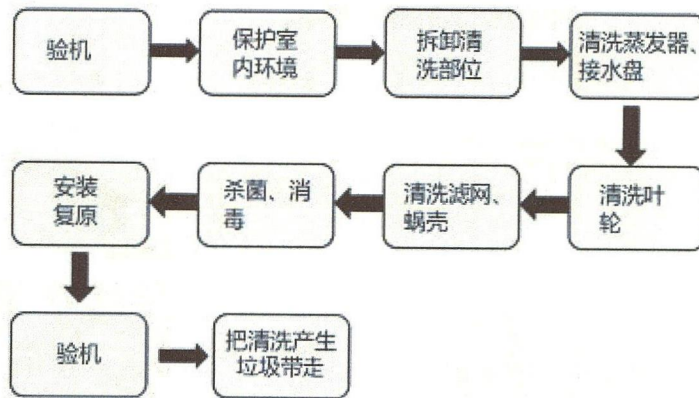 验机
保护室
内环境
拆卸清
洗部位
清洗蒸发器、
接水盘
清洗叶
轮
清洗滤网、
蜗壳
杀菌、消
毒
安装
复原
验机
把清洗产生
垃圾带走